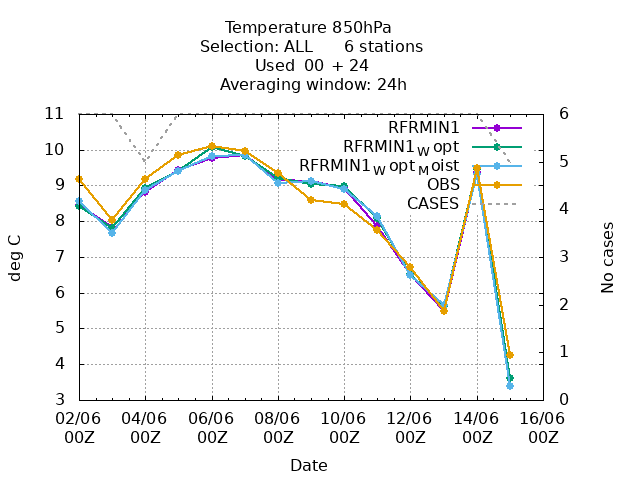 Temperature 850hPa
Selection: ALL 6 stations
Used 00 + 24
Averaging window: 24h
RFRMIN1
RFRMIN1W opt
RFRMIN1W optM oist
OBS
CASES
11
10
9
8
7
6
5
4
3
deg C
6
5
4
3
2
1
0
No cases
02/06 04/06 06/06 08/06 10/06 12/06 14/06 16/06
00Z 00Z 00Z 00Z 00Z 00Z 00Z 00Z
Date